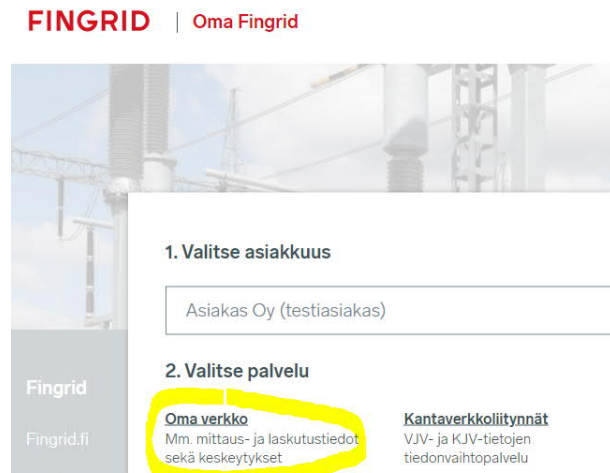 FINGRID | Oma Fingrid
1. Valitse asiakkuus
Asiakas Oy (testiasiakas)
2. Valitse palvelu
Fingrid
Fingrid.fi
Oma verkko
Mm. mittaus- ja laskutustiedot
sekä keskeytykset
Kantaverkkoliitynnät
VJV- ja KJV-tietojen
tiedonvaihtopalvelu